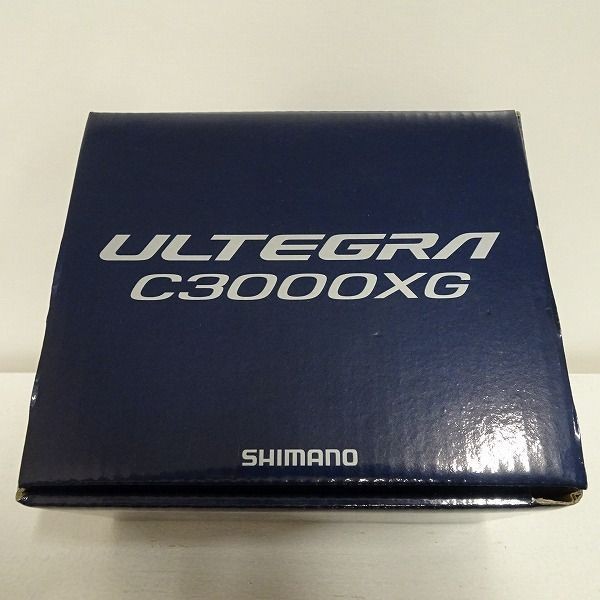 ULTEGRA
C3000XG
SHIMANO